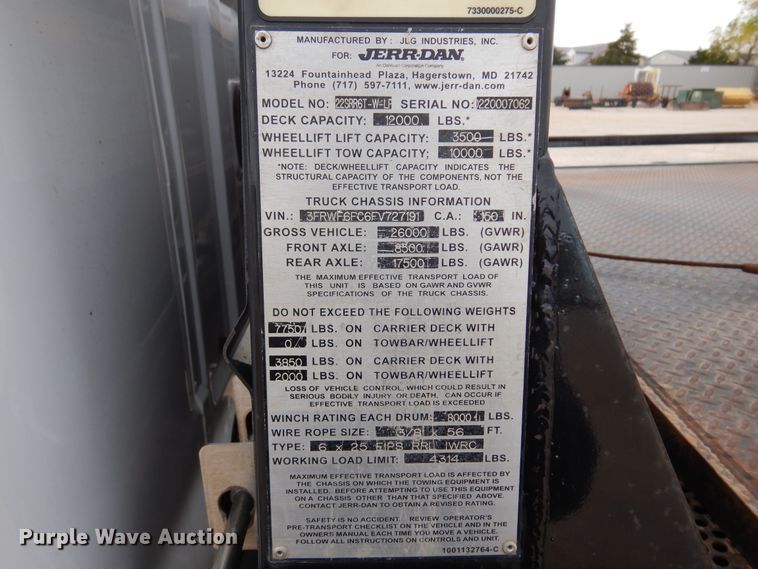 7330000275-C
MANUFACTURED BY: JLG INDUSTRIES, INC.
FOR: JERR-DAN
An Oshkosh Corporation Company
13224 Fountainhead Plaza, Hagerstown, MD 21742
Phone (717) 597-7111, www.jerr-dan.com
MODEL NO: 22SRR6T-W-LP SERIAL NO: 1220007062
DECK CAPACITY: 12000 LBS.*
WHEELLIFT LIFT CAPACITY: 3500 LBS.*
WHEELLIFT TOW CAPACITY: 10000 LBS.*
*NOTE: DECK/WHEELLIFT CAPACITY INDICATES THE
STRUCTURAL CAPACITY OF THE COMPONENTS, NOT THE
EFFECTIVE TRANSPORT LOAD.
TRUCK CHASSIS INFORMATION
VIN.: 3FRWF6FC6FV727191 C.A.: 160 IN.
GROSS VEHICLE: 26000 LBS. (GVWR)
FRONT AXLE: 8500 LBS. (GAWR)
REAR AXLE: 17500 LBS. (GAWR)
THE MAXIMUM EFFECTIVE TRANSPORT LOAD OF
THIS UNIT IS BASED ON GAWR AND GVWR
SPECIFICATIONS OF THE TRUCK CHASSIS.
DO NOT EXCEED THE FOLLOWING WEIGHTS
7750 LBS. ON CARRIER DECK WITH
0 LBS. ON TOWBAR/WHEELLIFT
3850 LBS. ON CARRIER DECK WITH
2000 LBS. ON TOWBAR/WHEELLIFT
LOSS OF VEHICLE CONTROL, WHICH COULD RESULT IN
SERIOUS BODILY INJURY OR DEATH, CAN OCCUR IF
EFFECTIVE TRANSPORT LOAD IS EXCEEDED
WINCH RATING EACH DRUM: 8000 LBS.
WIRE ROPE SIZE: 3/8 X 56 FT.
TYPE: 6 x 25 EIPS RRL IWRC
WORKING LOAD LIMIT: 4314 LBS.
MAXIMUM EFFECTIVE TRANSPORT LOAD IS AFFECTED BY
THE CHASSIS ON WHICH THE TOWING EQUIPMENT IS
INSTALLED. BEFORE ATTEMPTING TO USE THIS EQUIPMENT
ON A CHASSIS OTHER THAN THAT SPECIFIED ABOVE,
CONTACT JERR-DAN TO OBTAIN A REVISED RATING.
SAFETY IS NO ACCIDENT. REVIEW OPERATOR'S
PRE-TRANSPORT CHECKLIST ON THE VEHICLE AND IN THE
OWNERS MANUAL EACH TIME YOU MOVE A VEHICLE.
FOLLOW ALL INSTRUCTIONS ON CONTROLS AND UNIT.
1001132764-C
Purple Wave Auction